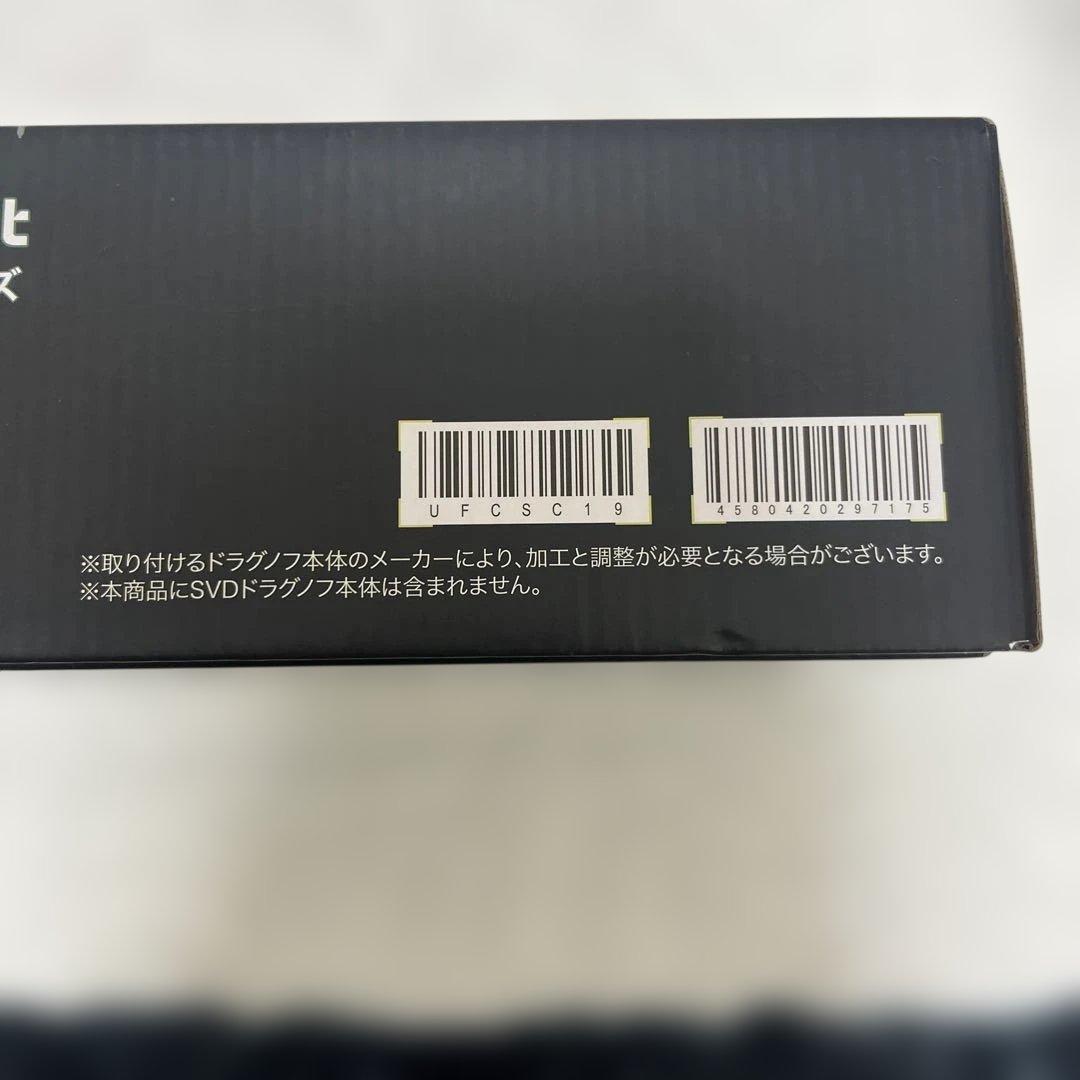 t
ズ
UFCSC19
4580420297175
※取り付けるドラグノフ本体のメーカーにより、加工と調整が必要となる場合がございます。
※本商品にSVDドラグノフ本体は含まれません。